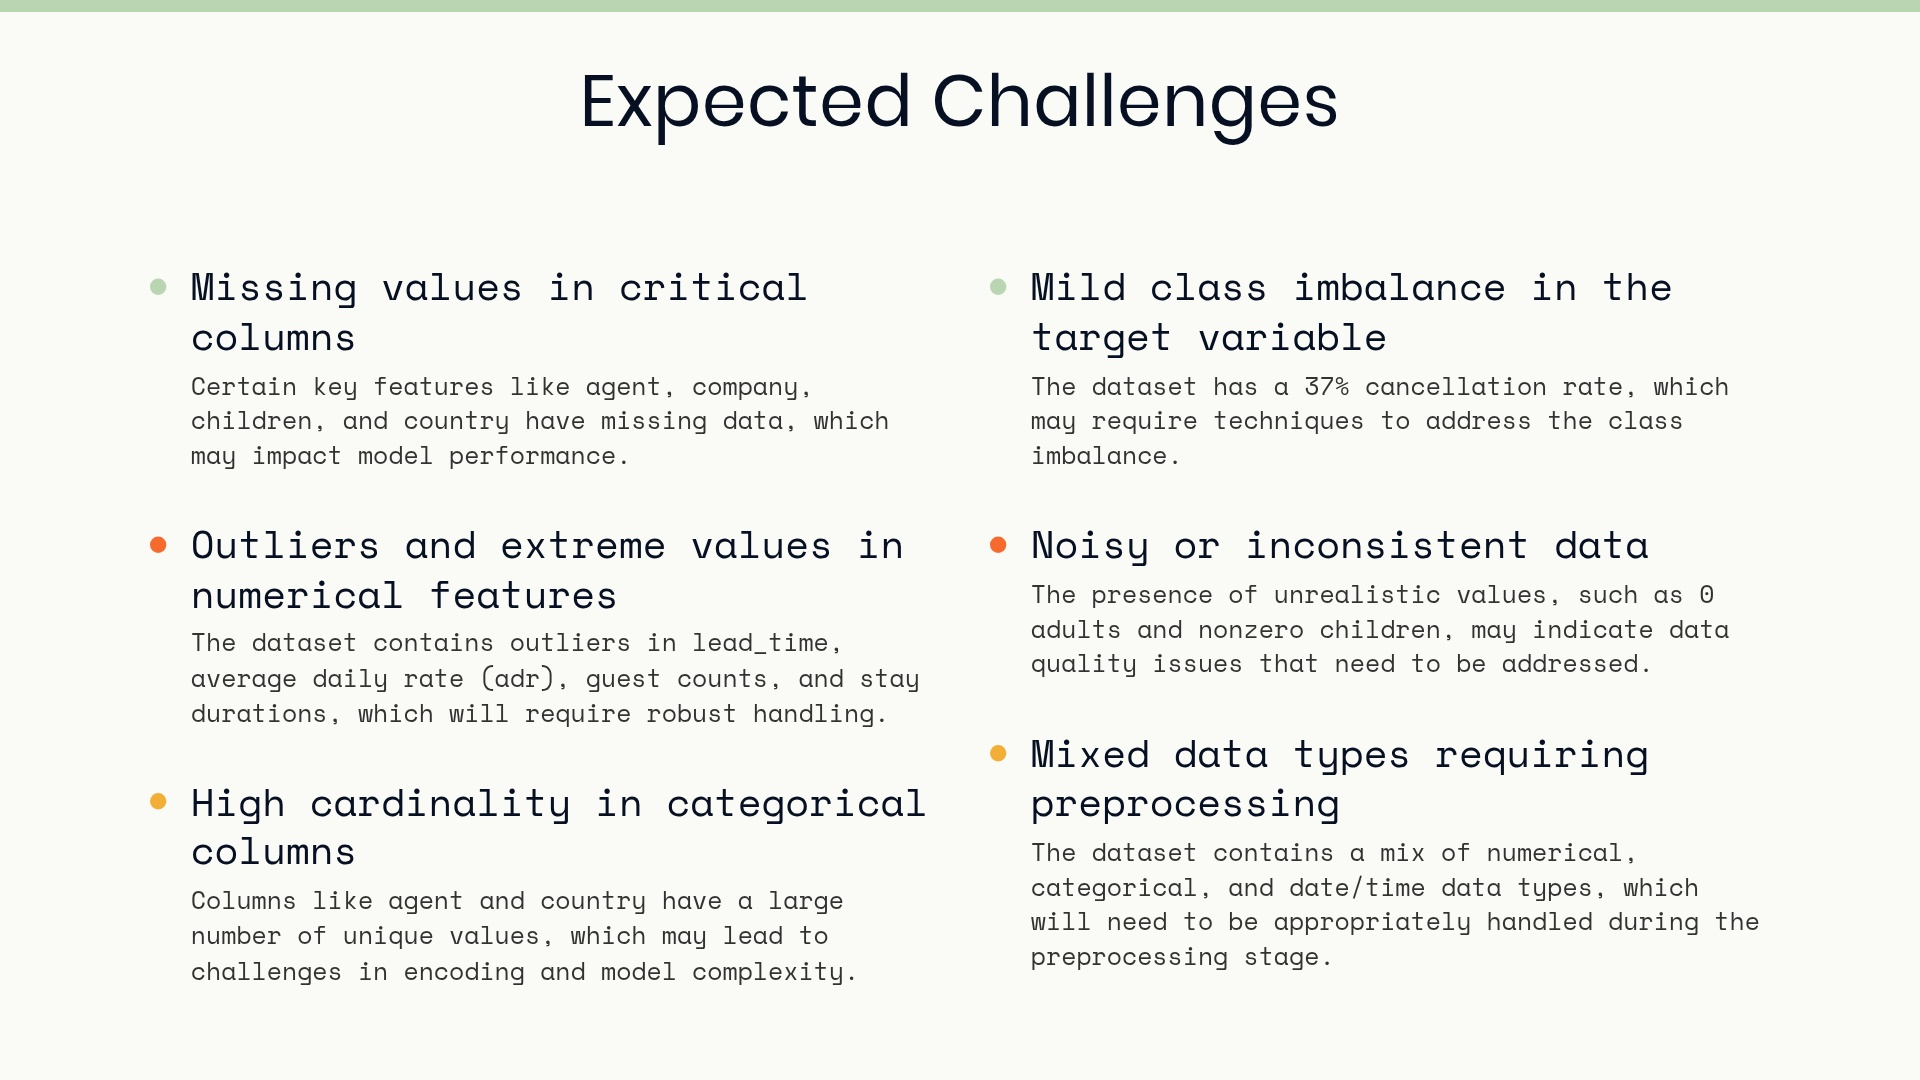 Expected Challenges
Missing values in critical
columns
Certain key features like agent, company,
children, and country have missing data, which
may impact model performance.
Outliers and extreme values in
numerical features
The dataset contains outliers in lead_time,
average daily rate (adr), guest counts, and stay
durations, which will require robust handling.
High cardinality in categorical
columns
Columns like agent and country have a large
number of unique values, which may lead to
challenges in encoding and model complexity.
Mild class imbalance in the
target variable
The dataset has a 37% cancellation rate, which
may require techniques to address the class
imbalance.
Noisy or inconsistent data
The presence of unrealistic values, such as 0
adults and nonzero children, may indicate data
quality issues that need to be addressed.
Mixed data types requiring
preprocessing
The dataset contains a mix of numerical,
categorical, and date/time data types, which
will need to be appropriately handled during the
preprocessing stage.